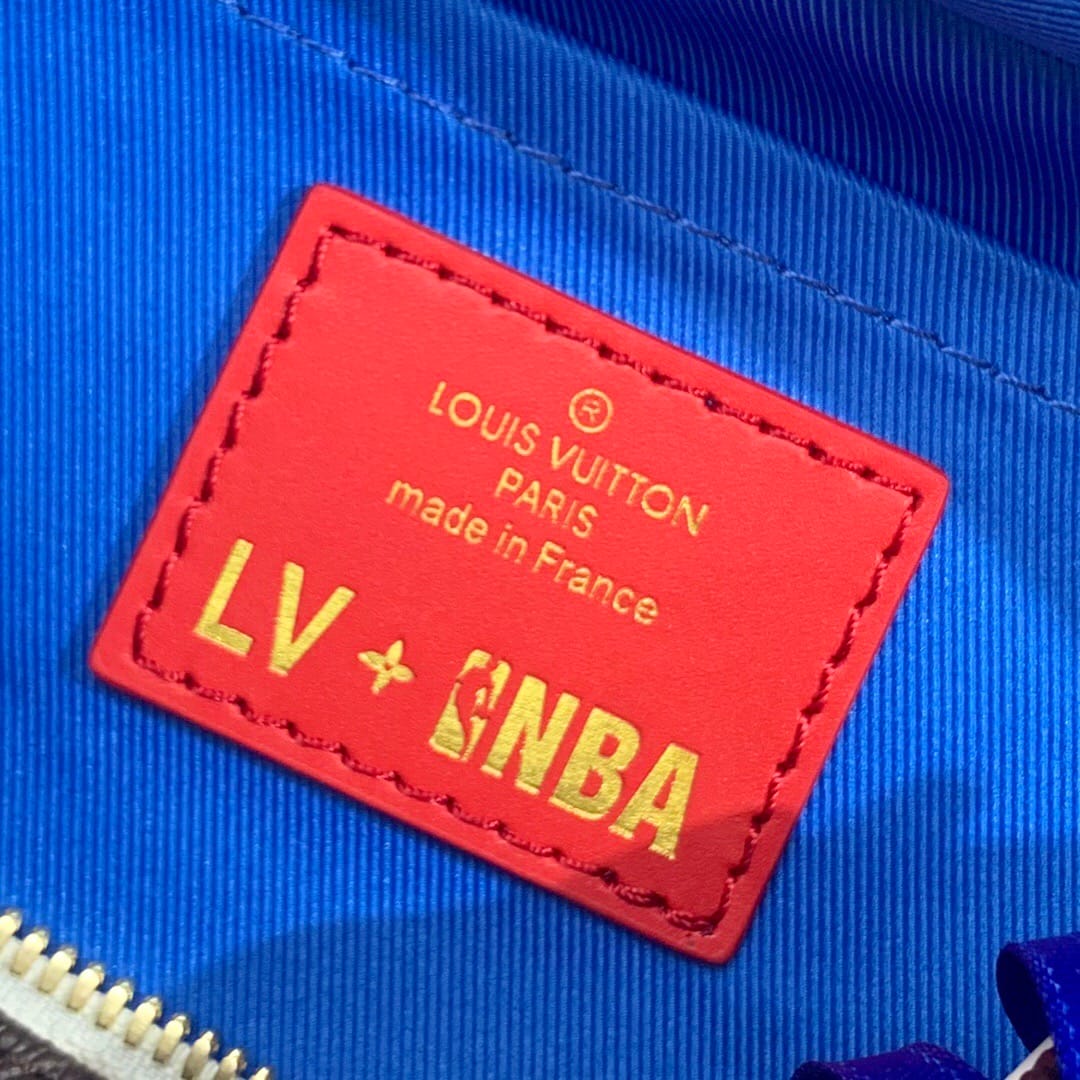 ®
LOUIS VUITTON
PARIS
made in France
LV + NBA